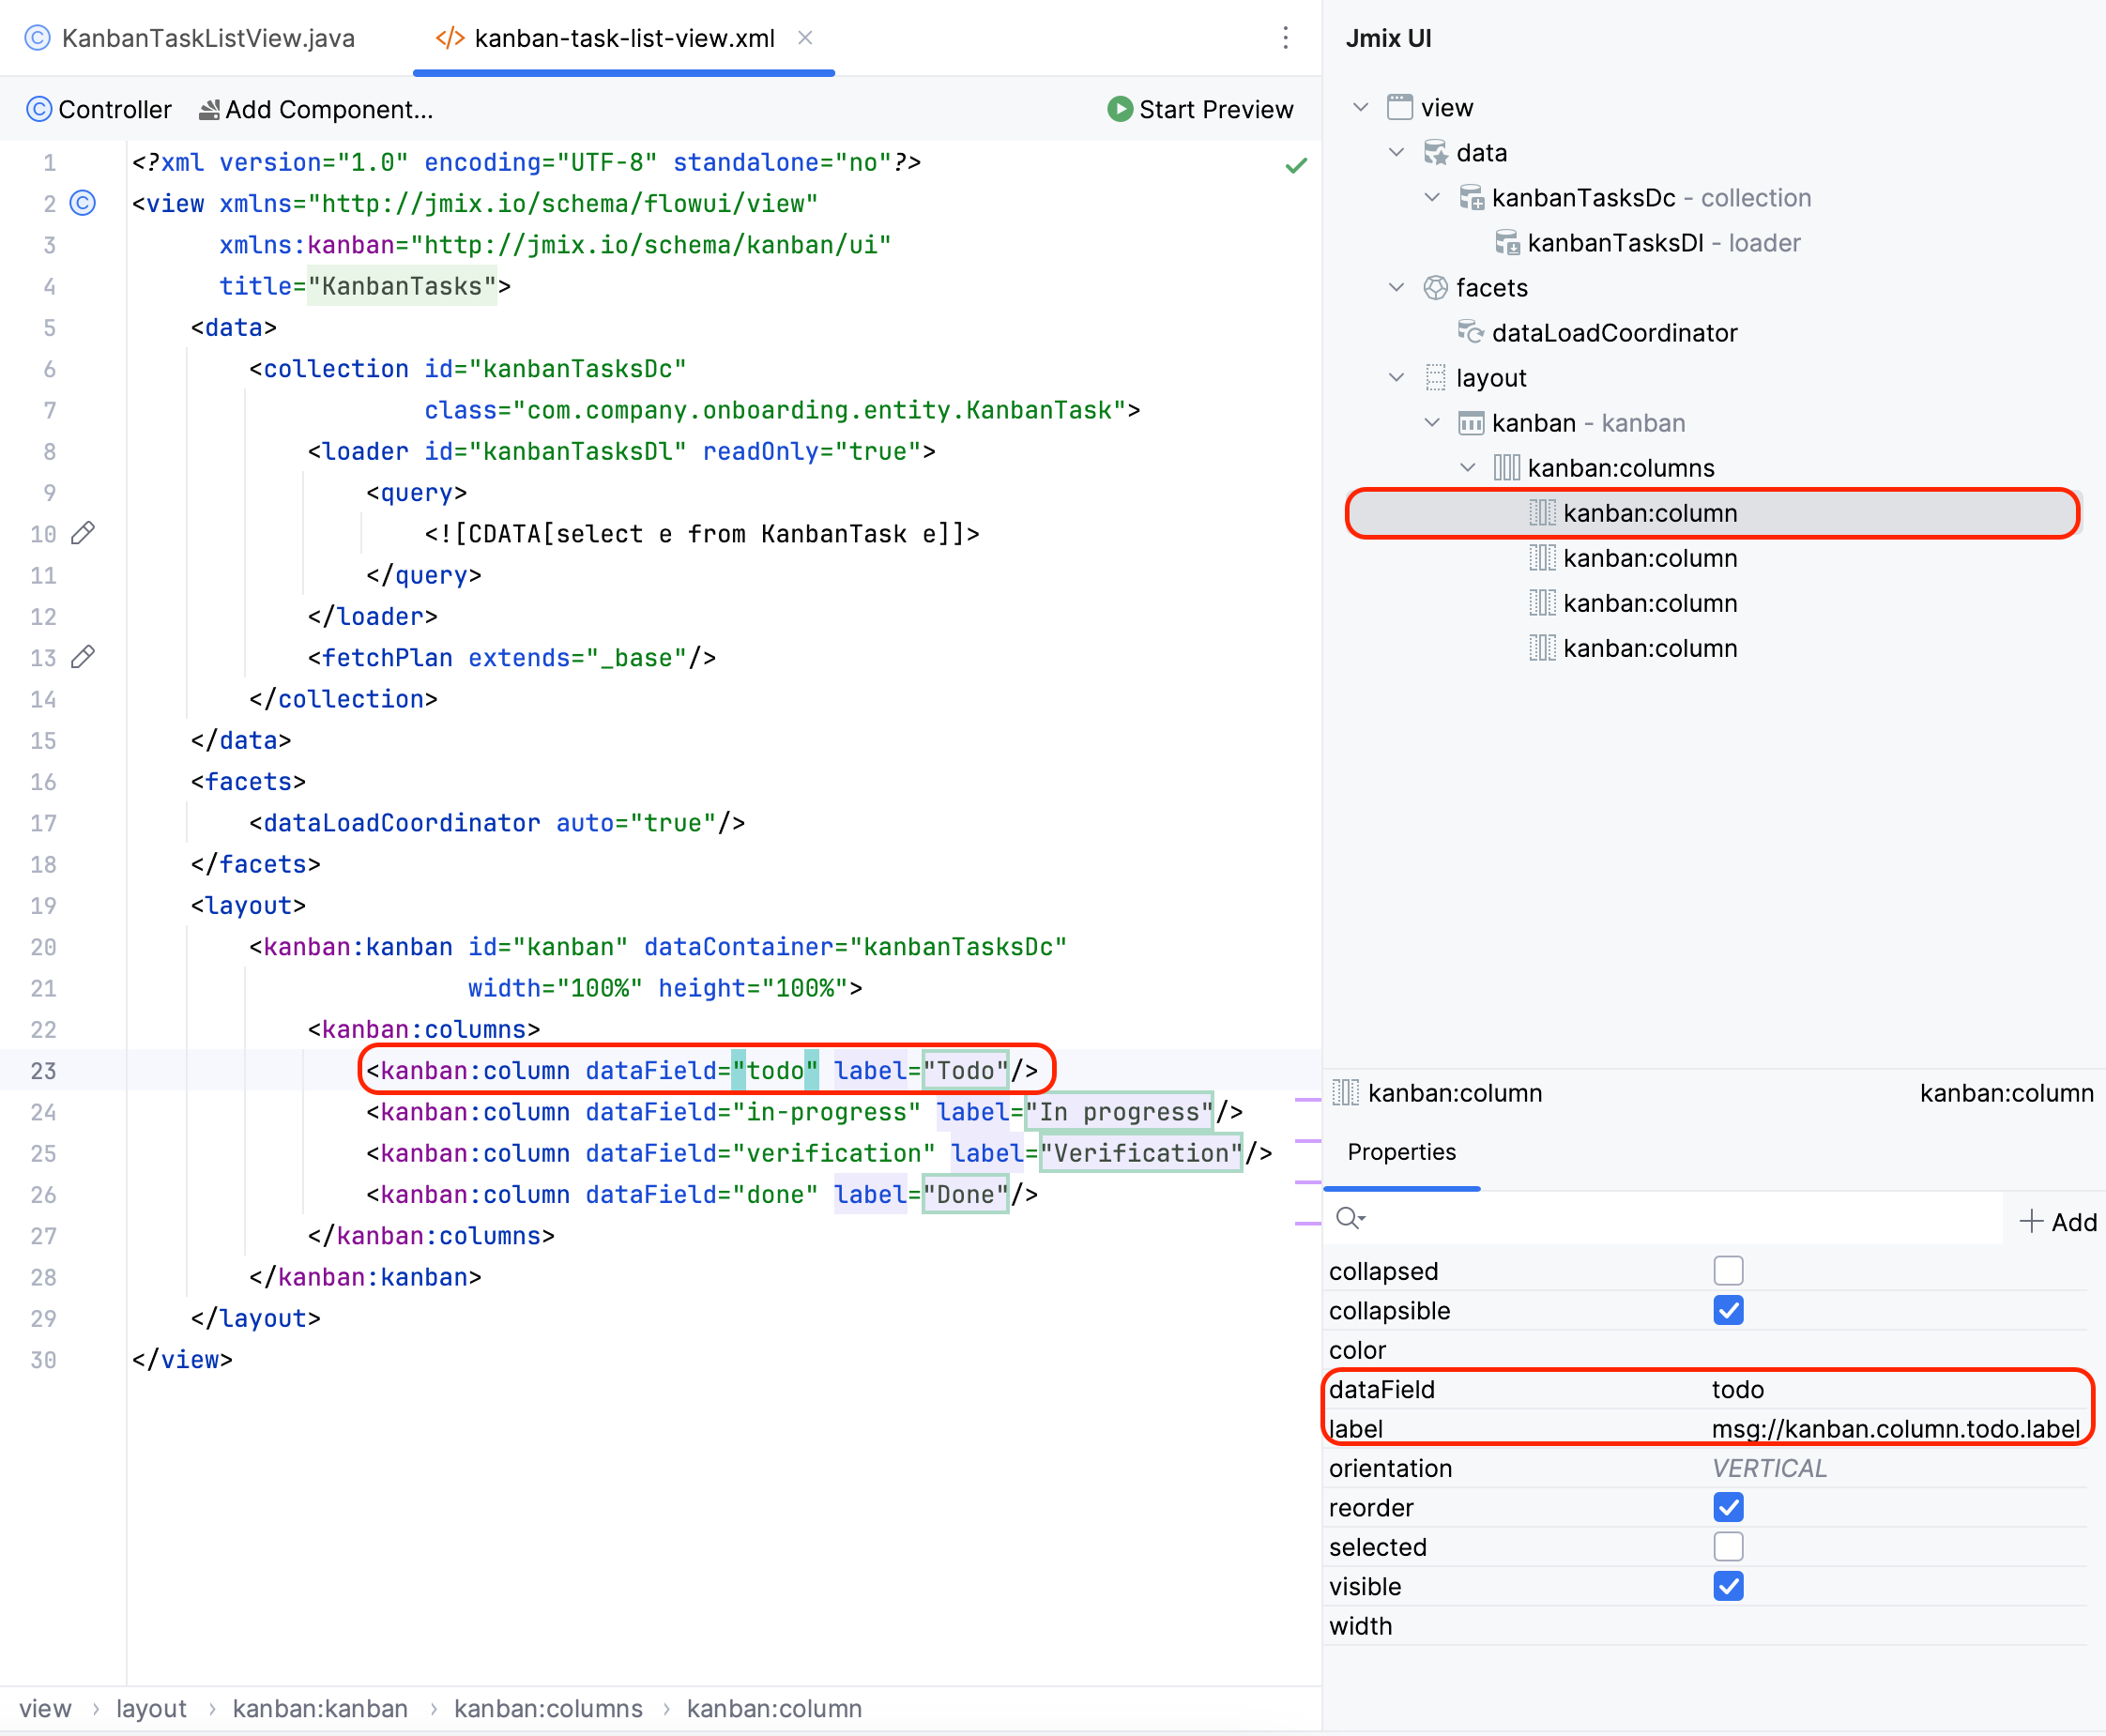 KanbanTaskListView.java
kanban-task-list-view.xml
Controller
Add Component...
Start Preview
1 <?xml version="1.0" encoding="UTF-8" standalone="no"?>
2 <view xmlns="http://jmix.io/schema/flowui/view"
3 xmlns:kanban="http://jmix.io/schema/kanban/ui"
4 title="KanbanTasks">
5 <data>
6 <collection id="kanbanTasksDc"
7 class="com.company.onboarding.entity.KanbanTask">
8 <loader id="kanbanTasksDl" readOnly="true">
9 <query>
10 <![CDATA[select e from KanbanTask e]]>
11 </query>
12 </loader>
13 <fetchPlan extends="_base"/>
14 </collection>
15 </data>
16 <facets>
17 <dataLoadCoordinator auto="true"/>
18 </facets>
19 <layout>
20 <kanban:kanban id="kanban" dataContainer="kanbanTasksDc"
21 width="100%" height="100%">
22 <kanban:columns>
23 <kanban:column dataField="todo" label="Todo"/>
24 <kanban:column dataField="in-progress" label="In progress"/>
25 <kanban:column dataField="verification" label="Verification"/>
26 <kanban:column dataField="done" label="Done"/>
27 </kanban:columns>
28 </kanban:kanban>
29 </layout>
30 </view>
view › layout › kanban:kanban › kanban:columns › kanban:column
Jmix UI
view
data
kanbanTasksDc - collection
kanbanTasksDl - loader
facets
dataLoadCoordinator
layout
kanban - kanban
kanban:columns
kanban:column
kanban:column
kanban:column
kanban:column
kanban:column kanban:column
Properties
Add
collapsed
collapsible
color
dataField todo
label msg://kanban.column.todo.label
orientation VERTICAL
reorder
selected
visible
width